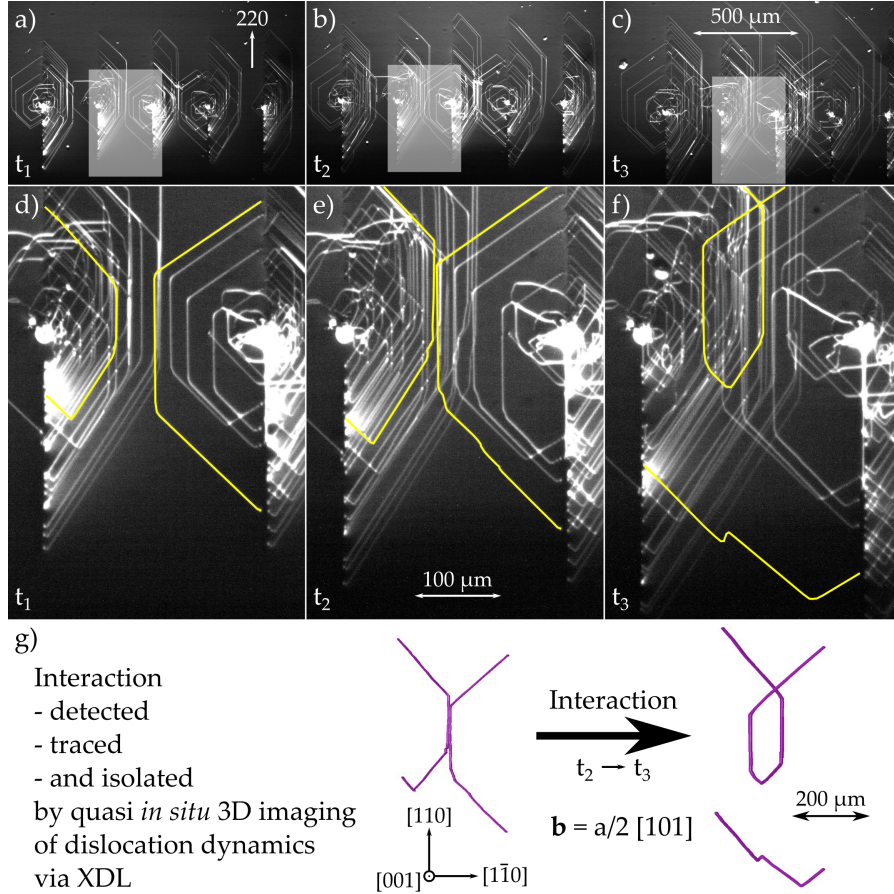 a)
220
t₁
b)
t₂
c)
500 μm
t₃
d)
t₁
e)
100 μm
t₂
f)
t₃
g)
Interaction
- detected
- traced
- and isolated
by quasi in situ 3D imaging
of dislocation dynamics
via XDL
[110]
[001]
[11̄0]
Interaction
t₂ → t₃
b = a/2 [101]
200 μm